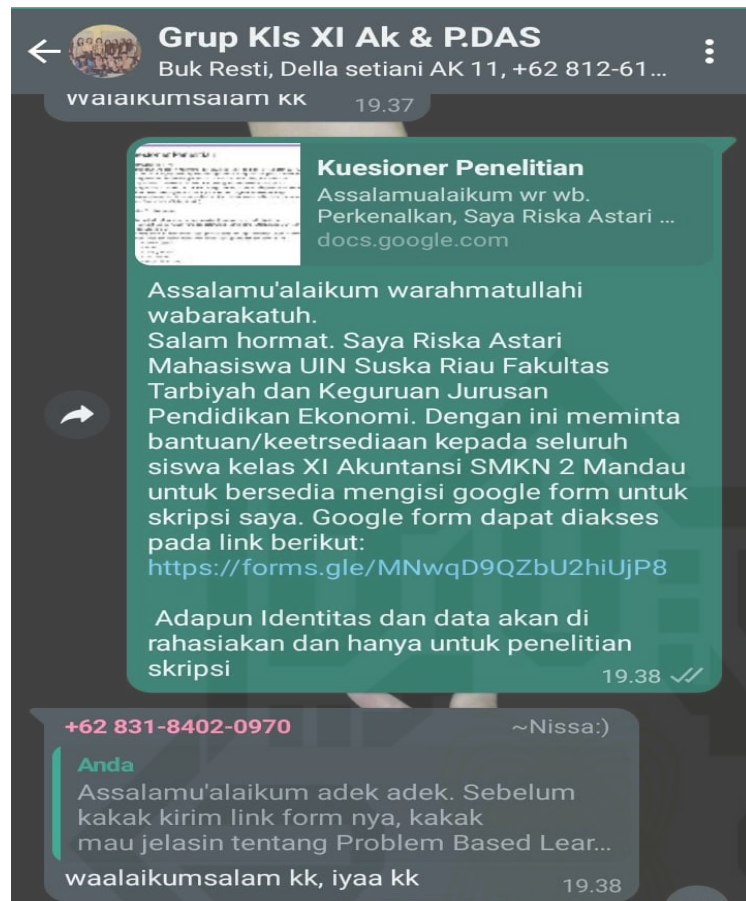 Grup Kls XI Ak & P.DAS
Buk Resti, Della setiani AK 11, +62 812-61...
Walaikumsalam kk 19.37
Kuesioner Penelitian
Assalamualaikum wr wb.
Perkenalkan, Saya Riska Astari ...
docs.google.com
Assalamu'alaikum warahmatullahi
wabarakatuh.
Salam hormat. Saya Riska Astari
Mahasiswa UIN Suska Riau Fakultas
Tarbiyah dan Keguruan Jurusan
Pendidikan Ekonomi. Dengan ini meminta
bantuan/keetrsediaan kepada seluruh
siswa kelas XI Akuntansi SMKN 2 Mandau
untuk bersedia mengisi google form untuk
skripsi saya. Google form dapat diakses
pada link berikut:
https://forms.gle/MNwqD9QZbU2hiUjP8
Adapun Identitas dan data akan di
rahasiakan dan hanya untuk penelitian
skripsi 19.38
+62 831-8402-0970 ~Nissa:)
Anda
Assalamu'alaikum adek adek. Sebelum
kakak kirim link form nya, kakak
mau jelasin tentang Problem Based Lear...
waalaikumsalam kk, iyaa kk 19.38